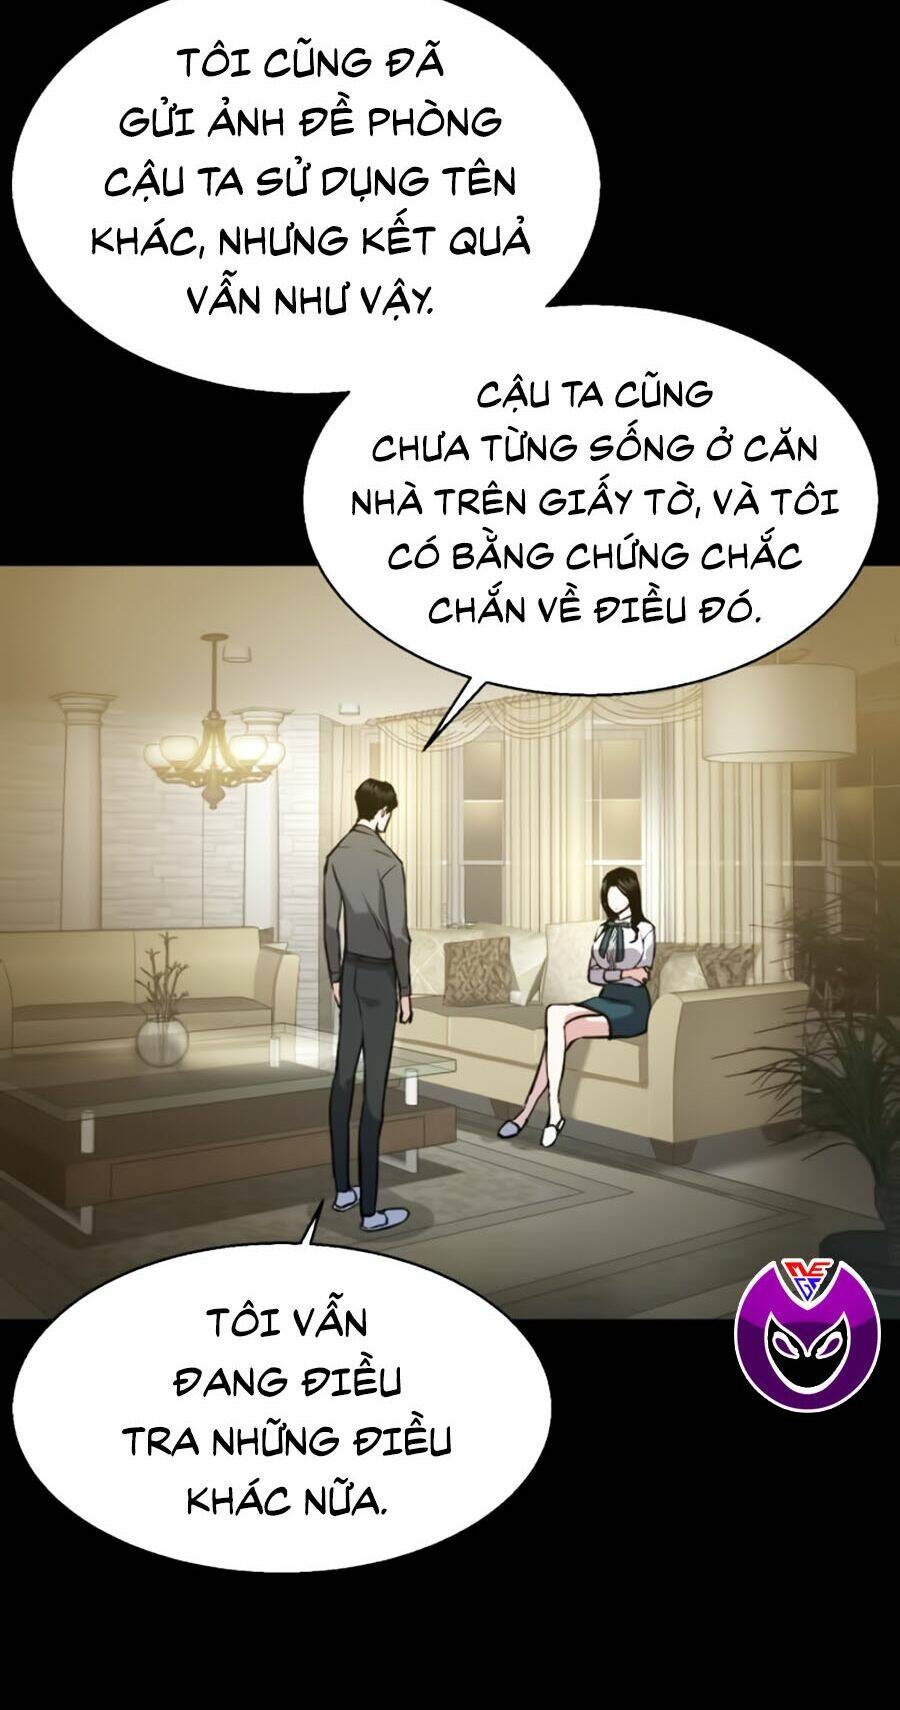 TÔI CŨNG ĐÃ
GỬI ẢNH ĐỀ PHÒNG
CẬU TA SỬ DỤNG TÊN
KHÁC, NHƯNG KẾT QUẢ
VẪN NHƯ VẬY.
CẬU TA CŨNG
CHƯA TỪNG SỐNG Ở CĂN
NHÀ TRÊN GIẤY TỜ, VÀ TÔI
CÓ BẰNG CHỨNG CHẮC
CHẮN VỀ ĐIỀU ĐÓ.
TÔI VẪN
ĐANG ĐIỀU
TRA NHỮNG ĐIỀU
KHÁC NỮA.